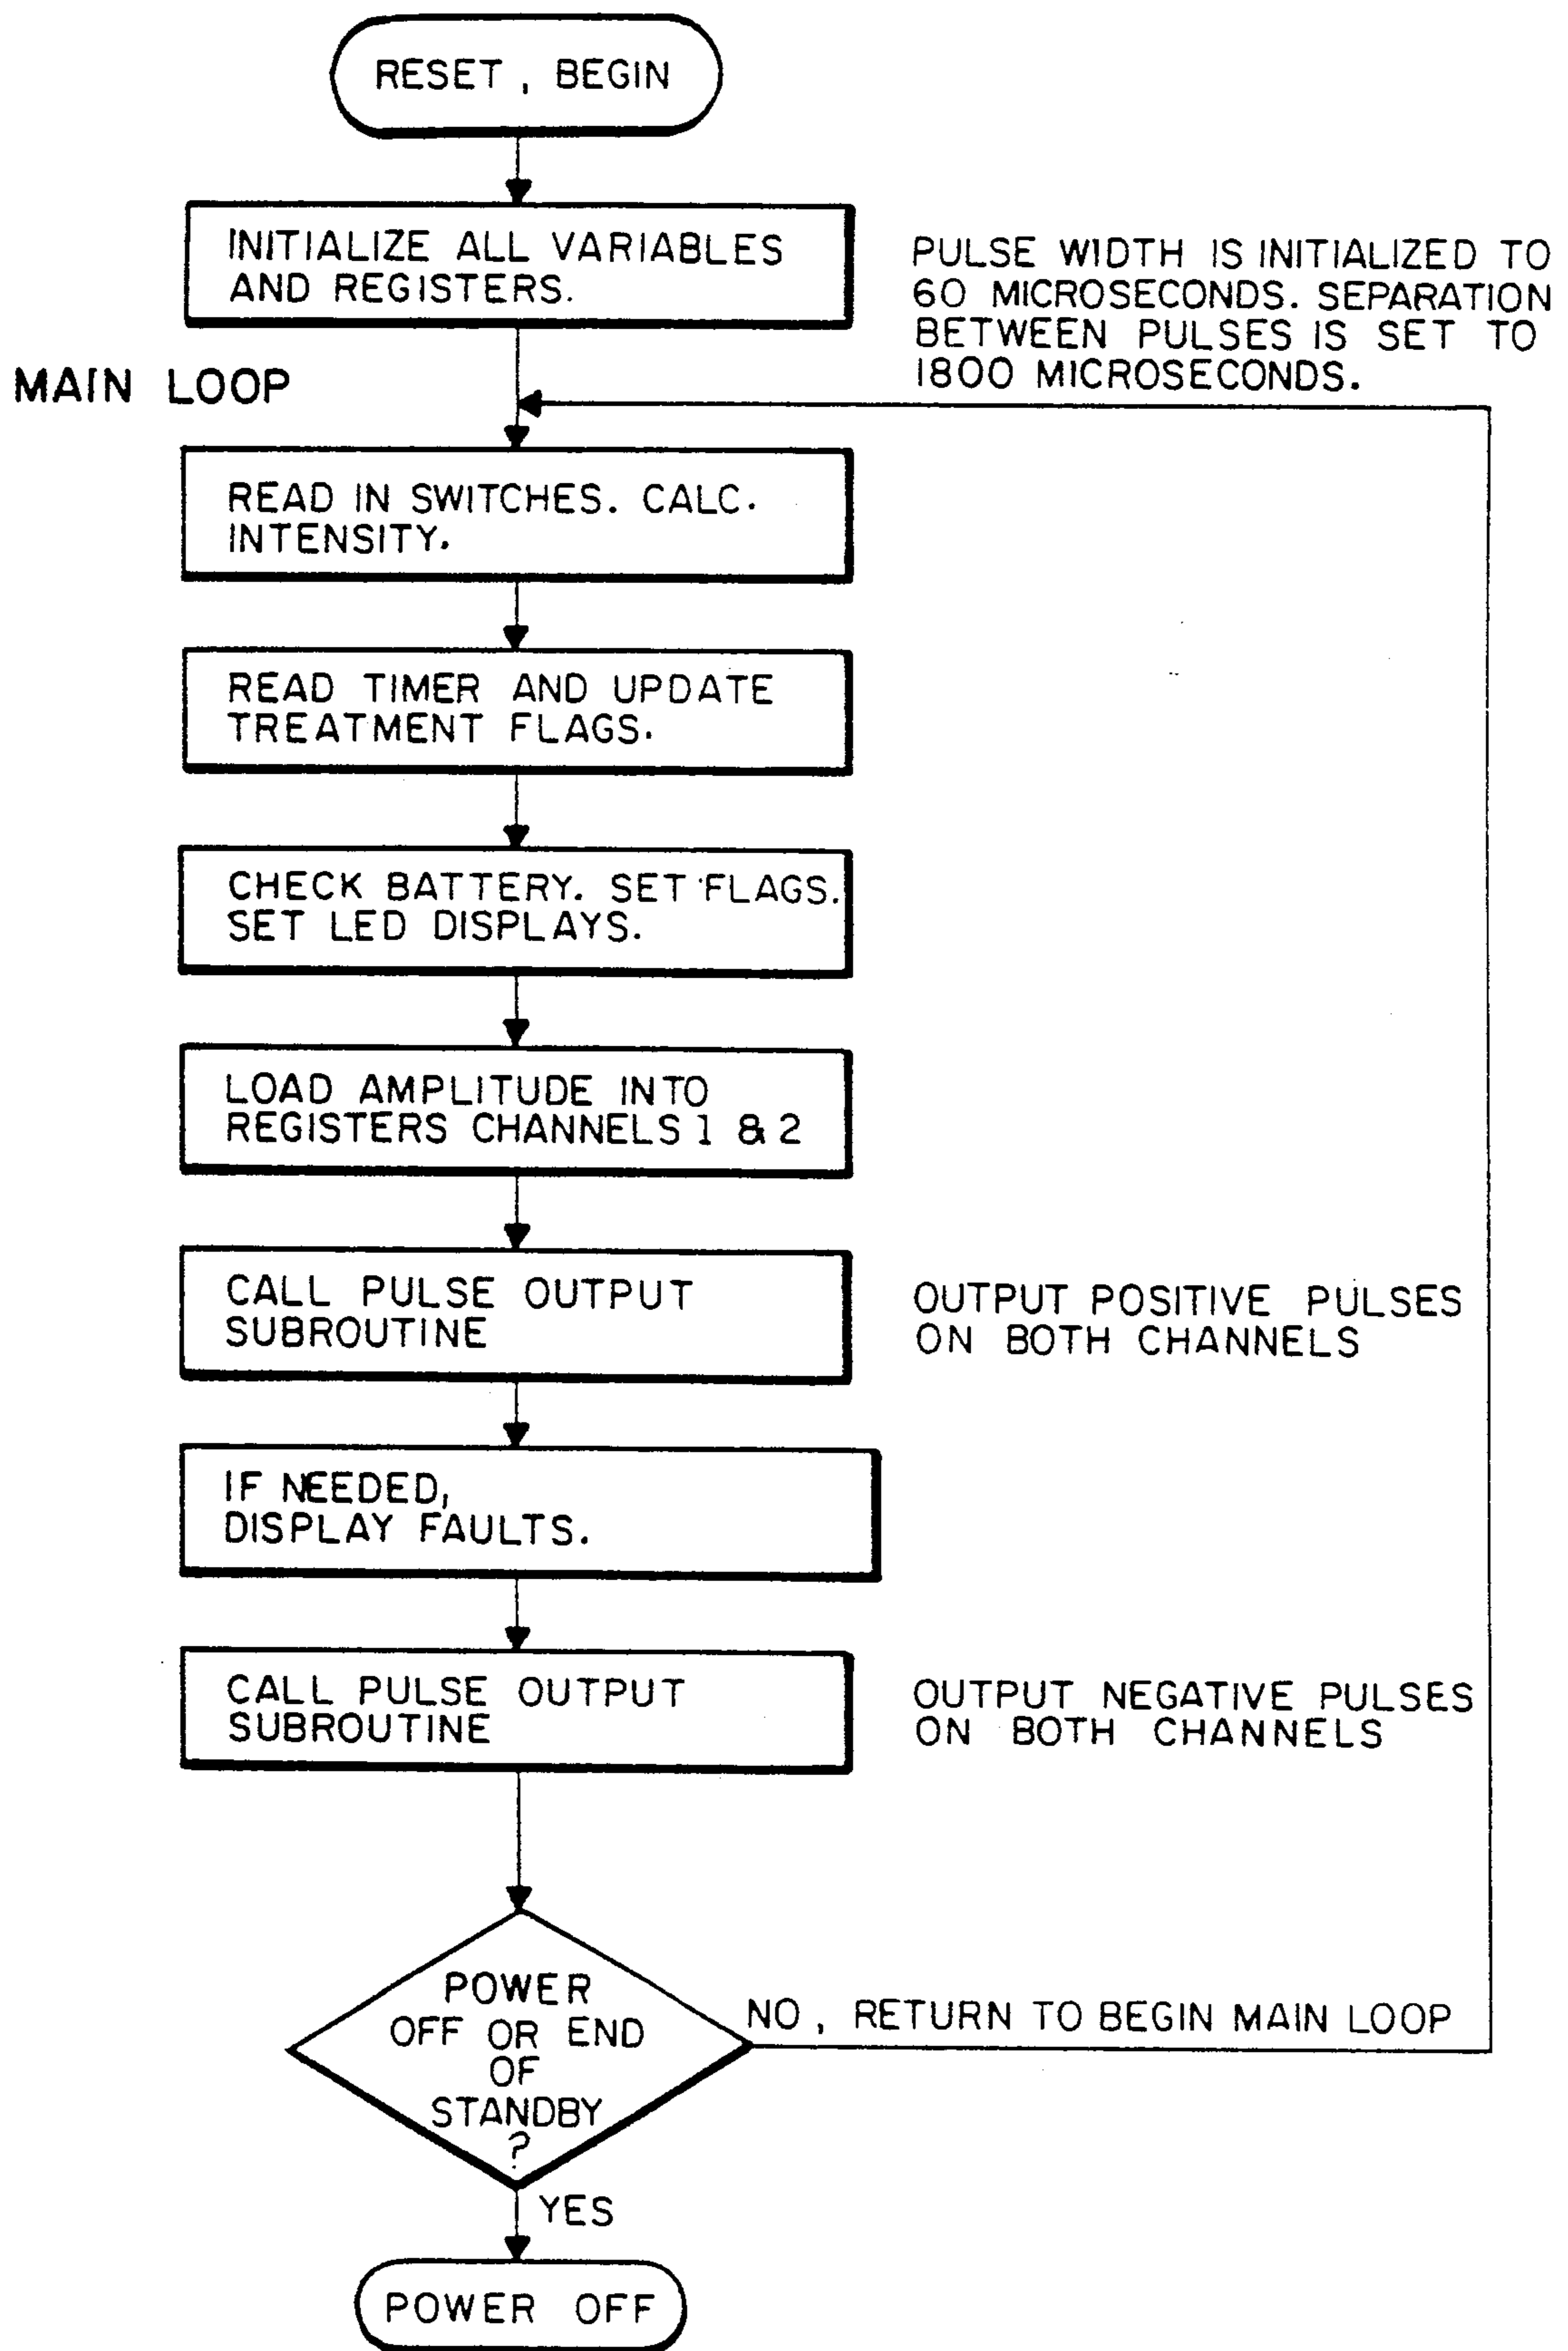 RESET, BEGIN
INITIALIZE ALL VARIABLES
AND REGISTERS.
PULSE WIDTH IS INITIALIZED TO
60 MICROSECONDS. SEPARATION
BETWEEN PULSES IS SET TO
1800 MICROSECONDS.
MAIN LOOP
READ IN SWITCHES. CALC.
INTENSITY.
READ TIMER AND UPDATE
TREATMENT FLAGS.
CHECK BATTERY. SET FLAGS.
SET LED DISPLAYS.
LOAD AMPLITUDE INTO
REGISTERS CHANNELS 1 & 2
CALL PULSE OUTPUT
SUBROUTINE
OUTPUT POSITIVE PULSES
ON BOTH CHANNELS
IF NEEDED,
DISPLAY FAULTS.
CALL PULSE OUTPUT
SUBROUTINE
OUTPUT NEGATIVE PULSES
ON BOTH CHANNELS
POWER
OFF OR END
OF
STANDBY
?
NO, RETURN TO BEGIN MAIN LOOP
YES
POWER OFF